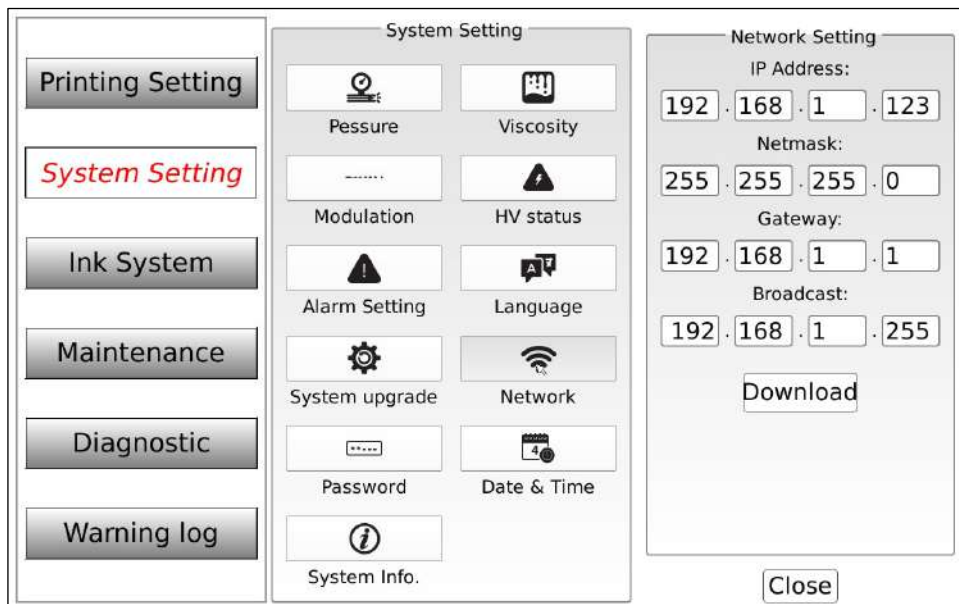 Printing Setting
System Setting
Ink System
Maintenance
Diagnostic
Warning log
System Setting
Pessure
Viscosity
Modulation
HV status
Alarm Setting
Language
System upgrade
Network
Password
Date & Time
System Info.
Network Setting
IP Address:
192 . 168 . 1 . 123
Netmask:
255 . 255 . 255 . 0
Gateway:
192 . 168 . 1 . 1
Broadcast:
192 . 168 . 1 . 255
Download
Close